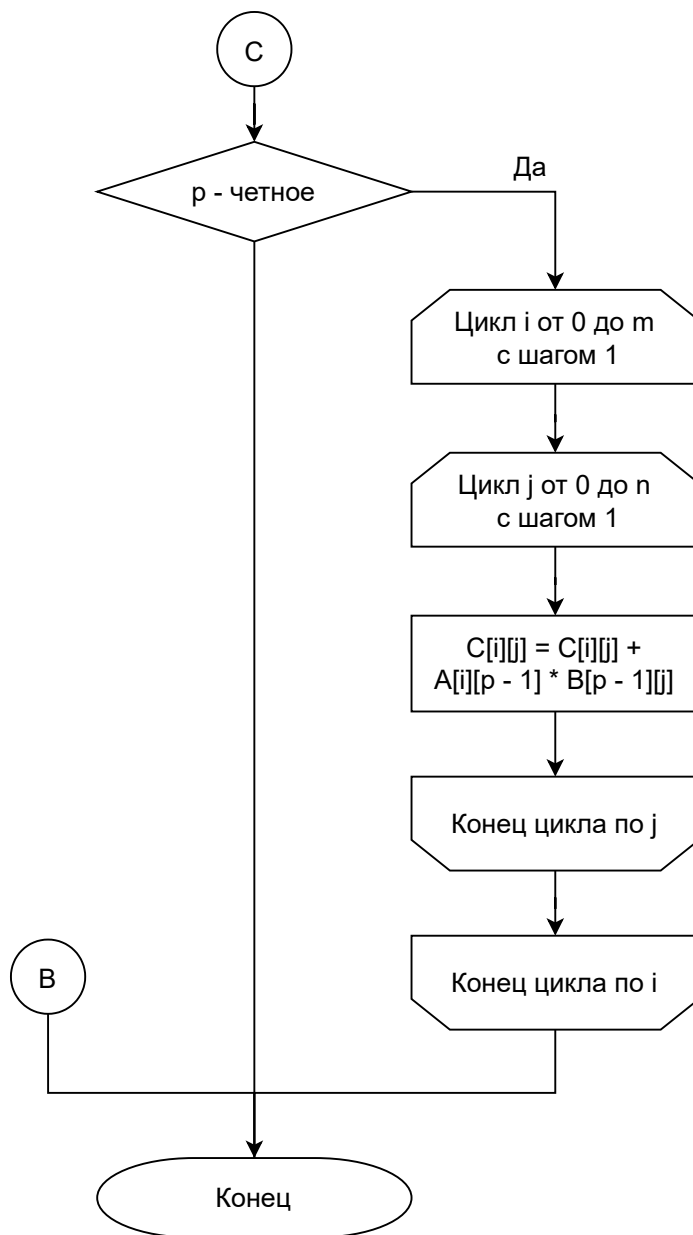 C
p - четное
Да
Цикл i от 0 до m
с шагом 1
Цикл j от 0 до n
с шагом 1
C[i][j] = C[i][j] +
A[i][p - 1] * B[p - 1][j]
Конец цикла по j
B
Конец цикла по i
Конец